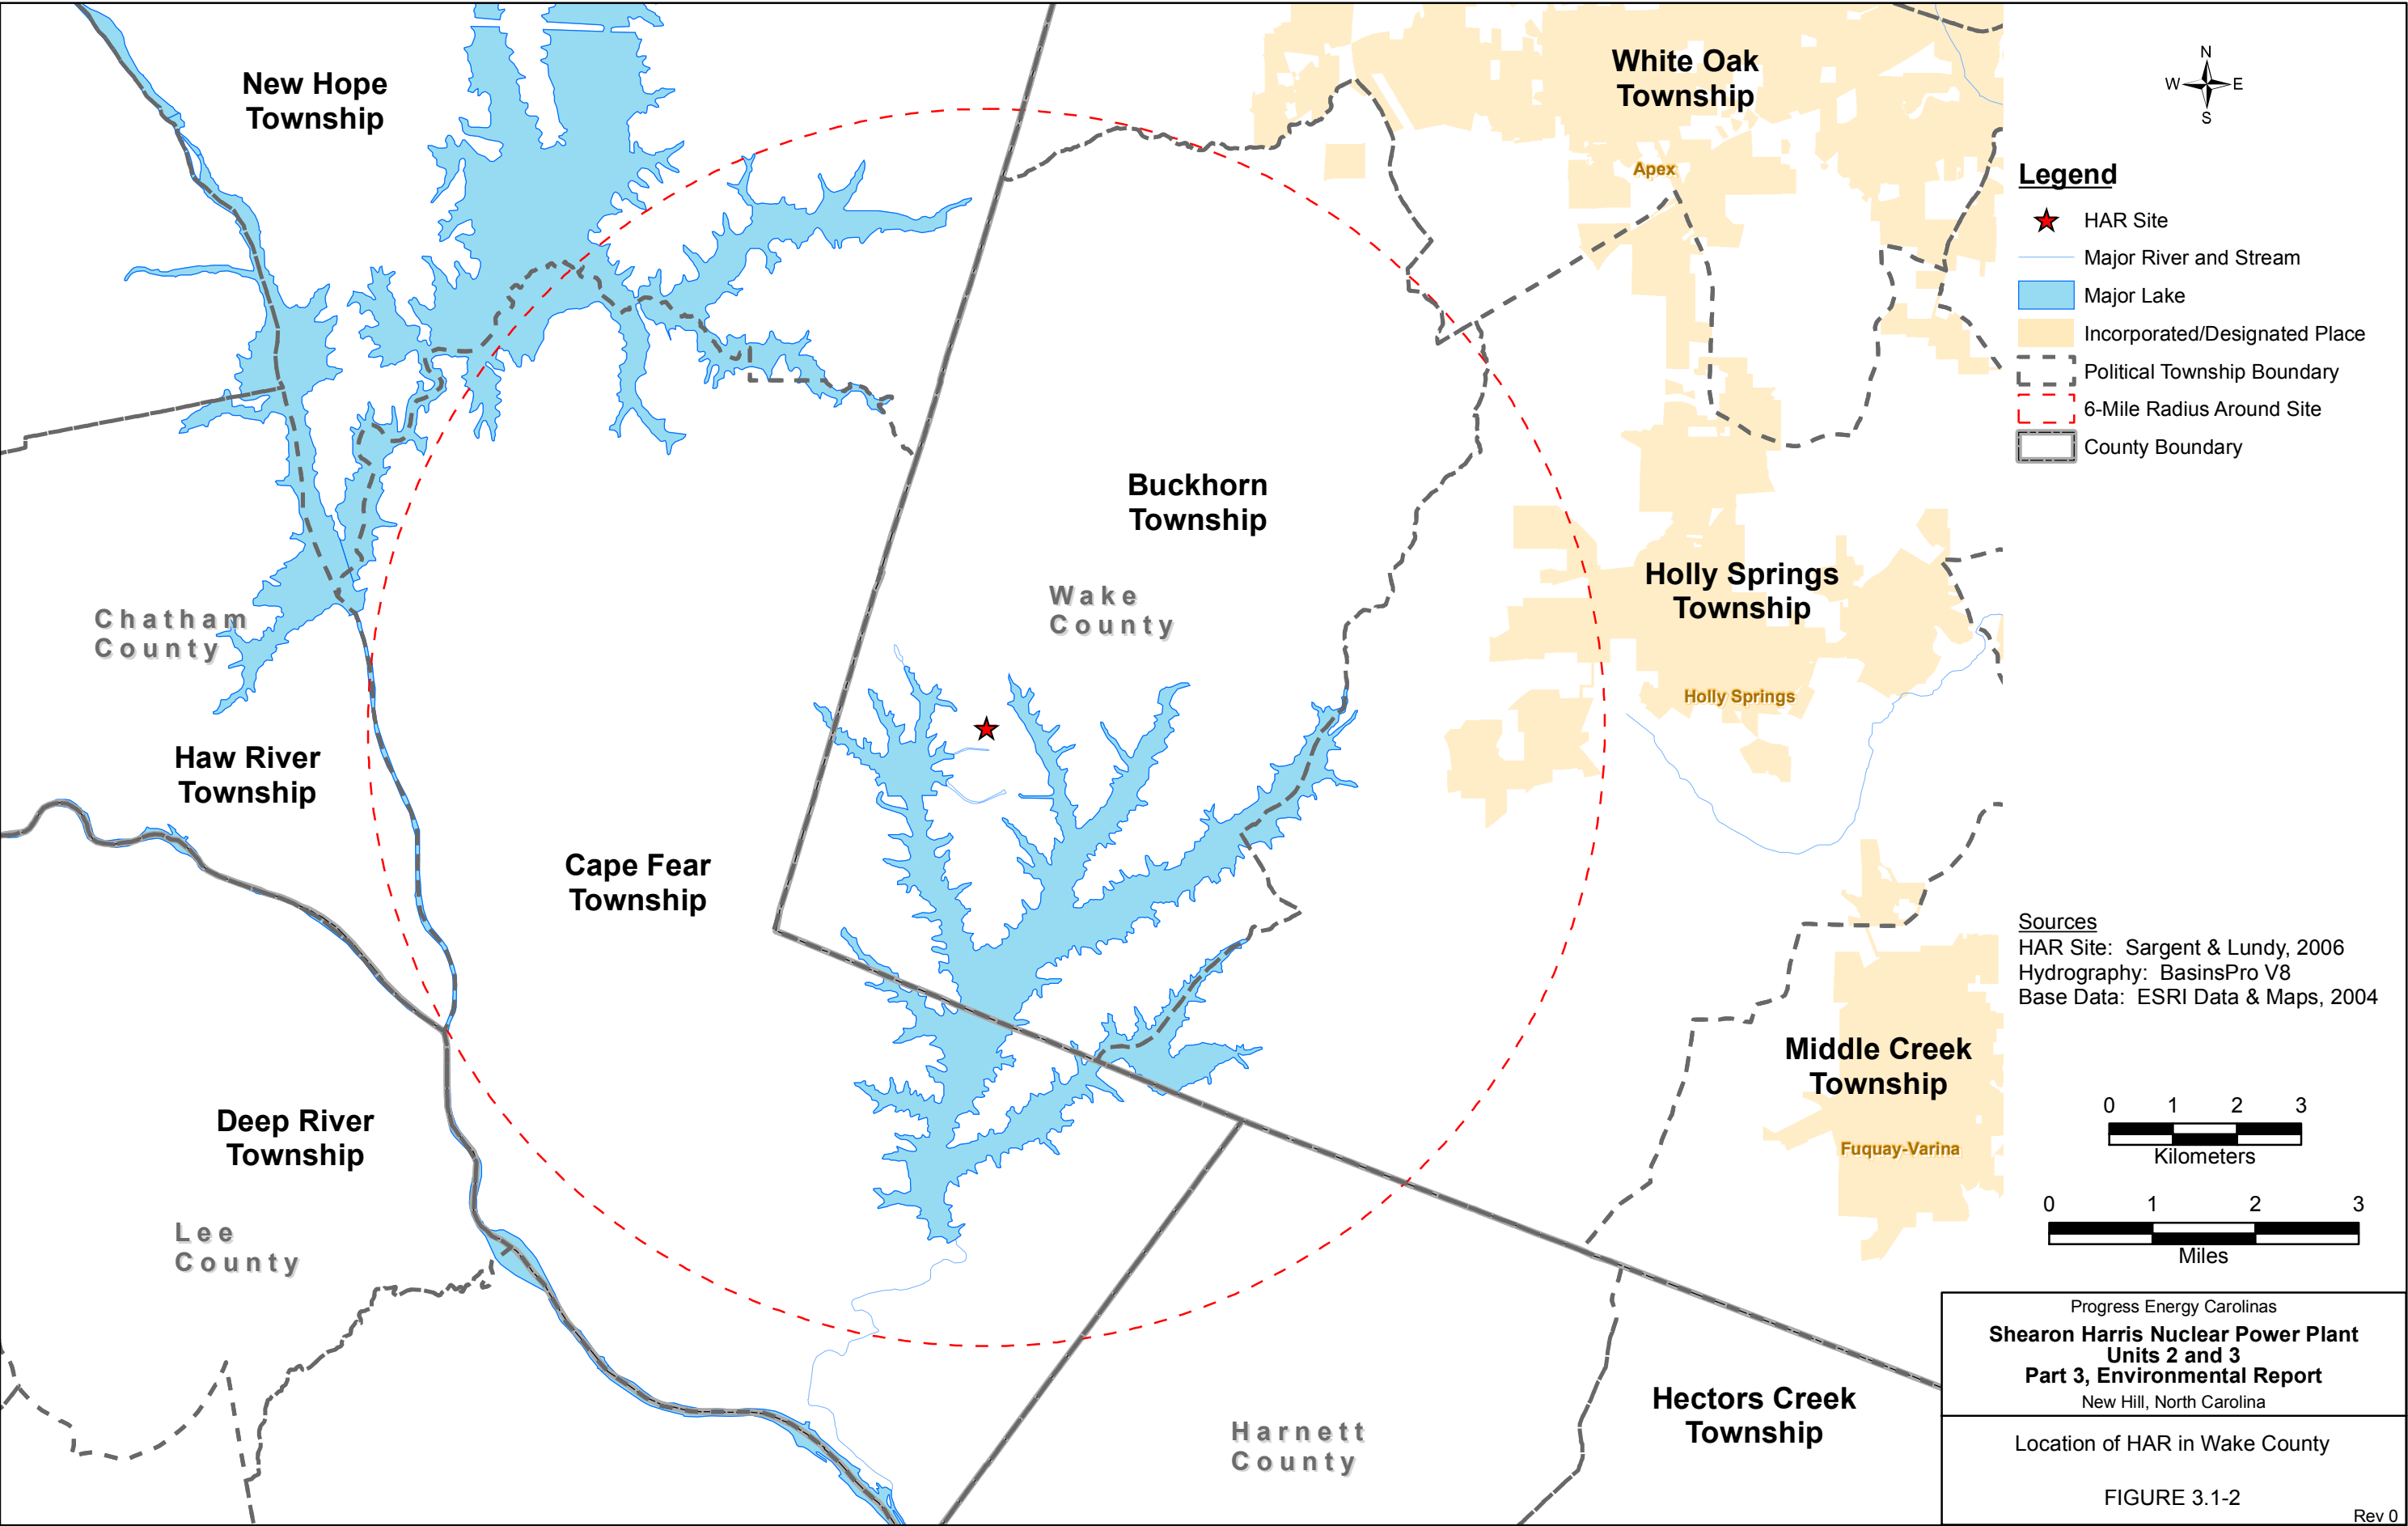 New Hope
Township
White Oak
Township
Apex
N
W E
S
Legend
HAR Site
Major River and Stream
Major Lake
Incorporated/Designated Place
Political Township Boundary
6-Mile Radius Around Site
County Boundary
Buckhorn
Township
Wake
County
Holly Springs
Township
Holly Springs
Chatham
County
Haw River
Township
Cape Fear
Township
Deep River
Township
Lee
County
Middle Creek
Township
Fuquay-Varina
Hectors Creek
Township
Harnett
County
Sources
HAR Site: Sargent & Lundy, 2006
Hydrography: BasinsPro V8
Base Data: ESRI Data & Maps, 2004
0 1 2 3
Kilometers
0 1 2 3
Miles
Progress Energy Carolinas
Shearon Harris Nuclear Power Plant
Units 2 and 3
Part 3, Environmental Report
New Hill, North Carolina
Location of HAR in Wake County
FIGURE 3.1-2
Rev 0